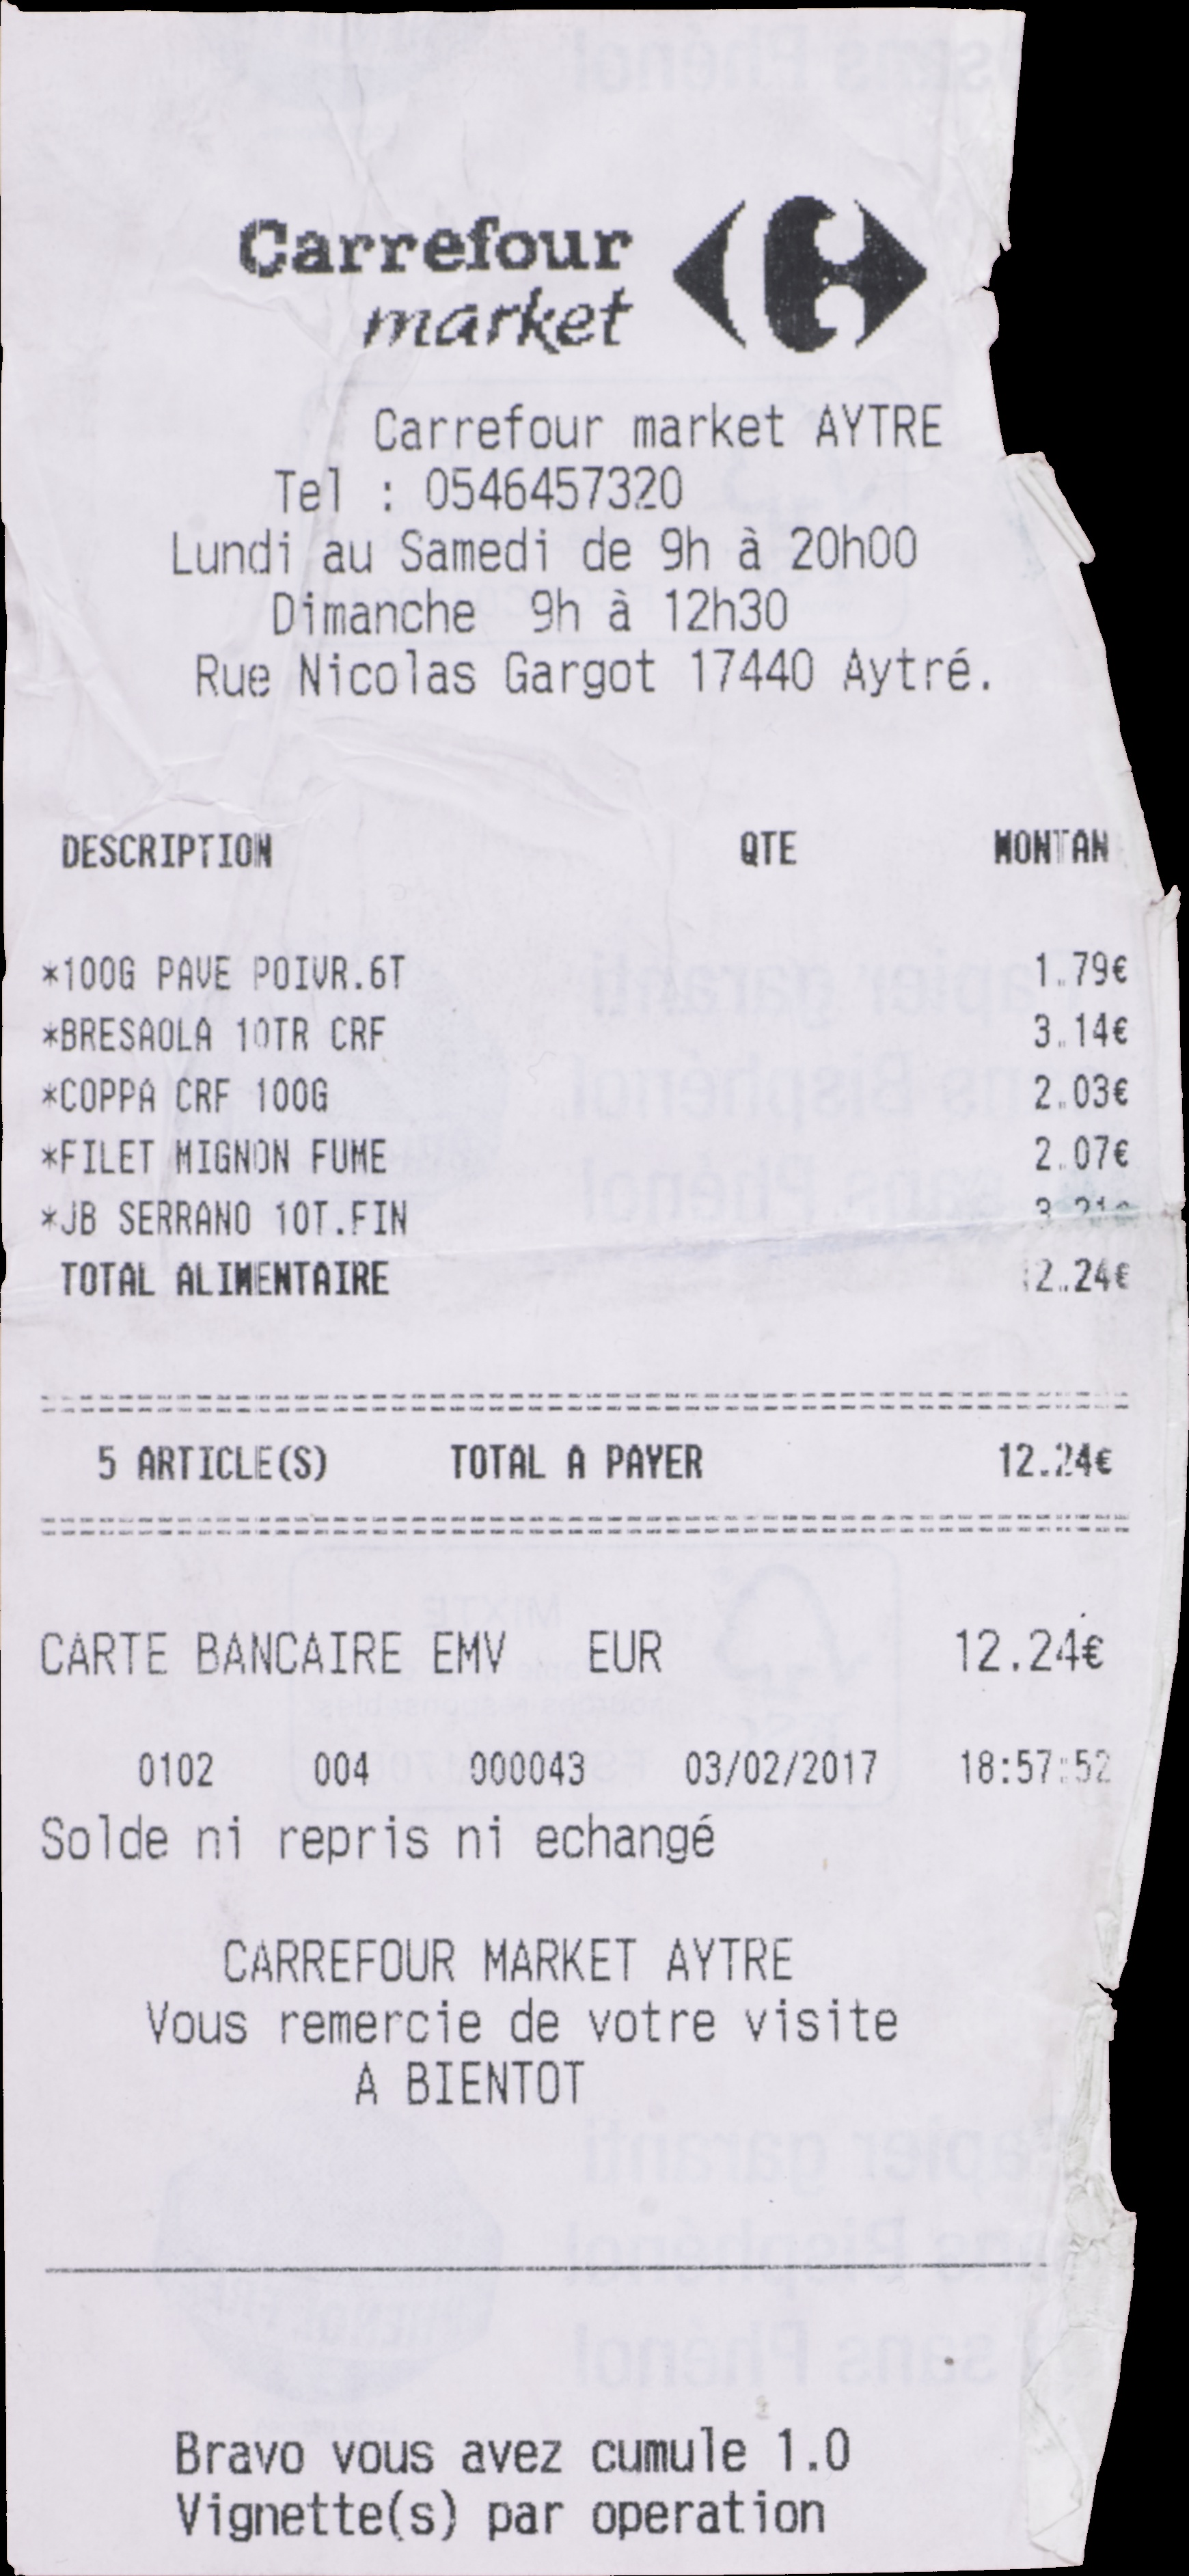 Carrefour
market
Carrefour market AYTRE
Tel : 0546457320
Lundi au Samedi de 9h à 20h00
Dimanche 9h à 12h30
Rue Nicolas Gargot 17440 Aytré.
DESCRIPTION QTE MONTAN
*100G PAVE POIVR.6T 1.79€
*BRESAOLA 10TR CRF 3.14€
*COPPA CRF 100G 2.03€
*FILET MIGNON FUME 2.07€
*JB SERRANO 10T.FIN 3.21€
TOTAL ALIMENTAIRE 12.24€
5 ARTICLE(S) TOTAL A PAYER 12.24€
CARTE BANCAIRE EMV EUR 12.24€
0102 004 000043 03/02/2017 18:57:52
Solde ni repris ni echangé
CARREFOUR MARKET AYTRE
Vous remercie de votre visite
A BIENTOT
Bravo vous avez cumule 1.0
Vignette(s) par operation